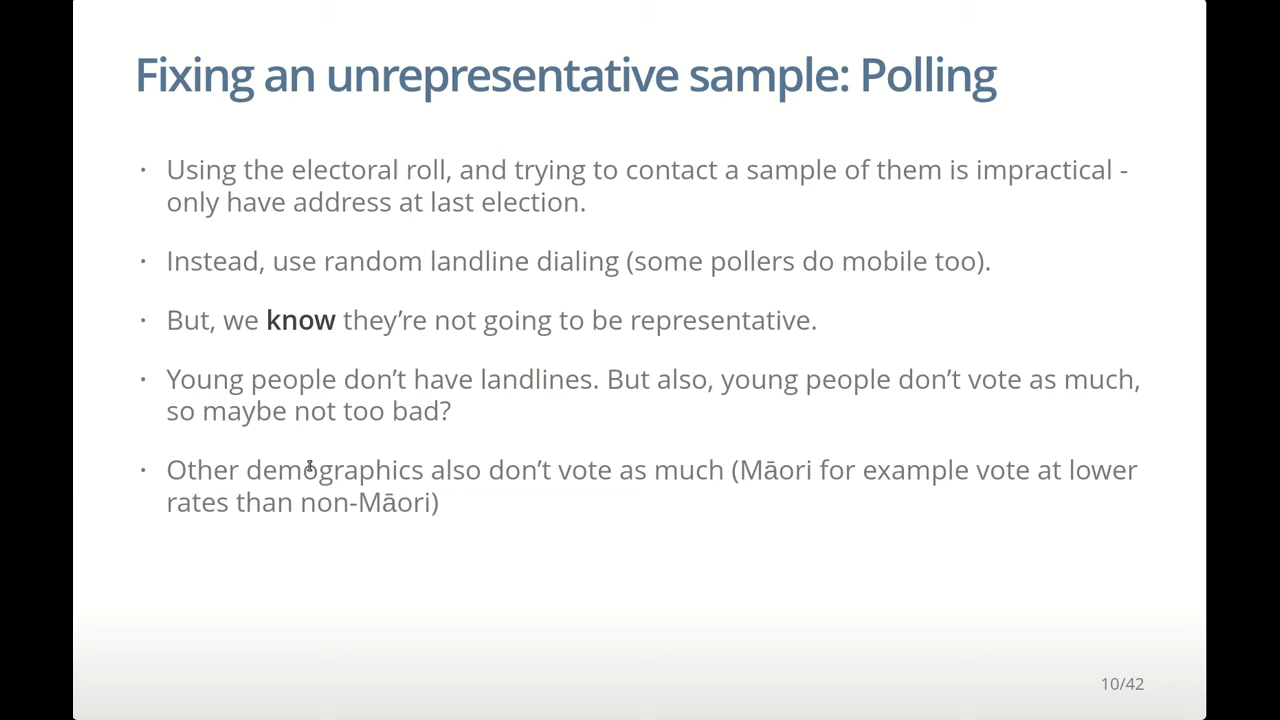 Fixing an unrepresentative sample: Polling
· Using the electoral roll, and trying to contact a sample of them is impractical -
only have address at last election.
· Instead, use random landline dialing (some pollers do mobile too).
· But, we know they’re not going to be representative.
· Young people don’t have landlines. But also, young people don’t vote as much,
so maybe not too bad?
· Other demographics also don’t vote as much (Māori for example vote at lower
rates than non-Māori)
10/42